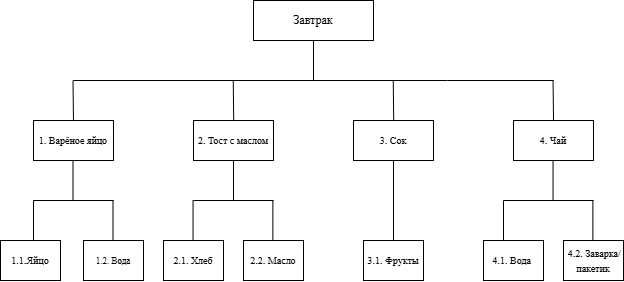 Завтрак
1. Варёное яйцо
2. Тост с маслом
3. Сок
4. Чай
1.1.Яйцо
1.2. Вода
2.1. Хлеб
2.2. Масло
3.1. Фрукты
4.1. Вода
4.2. Заварка/
пакетик